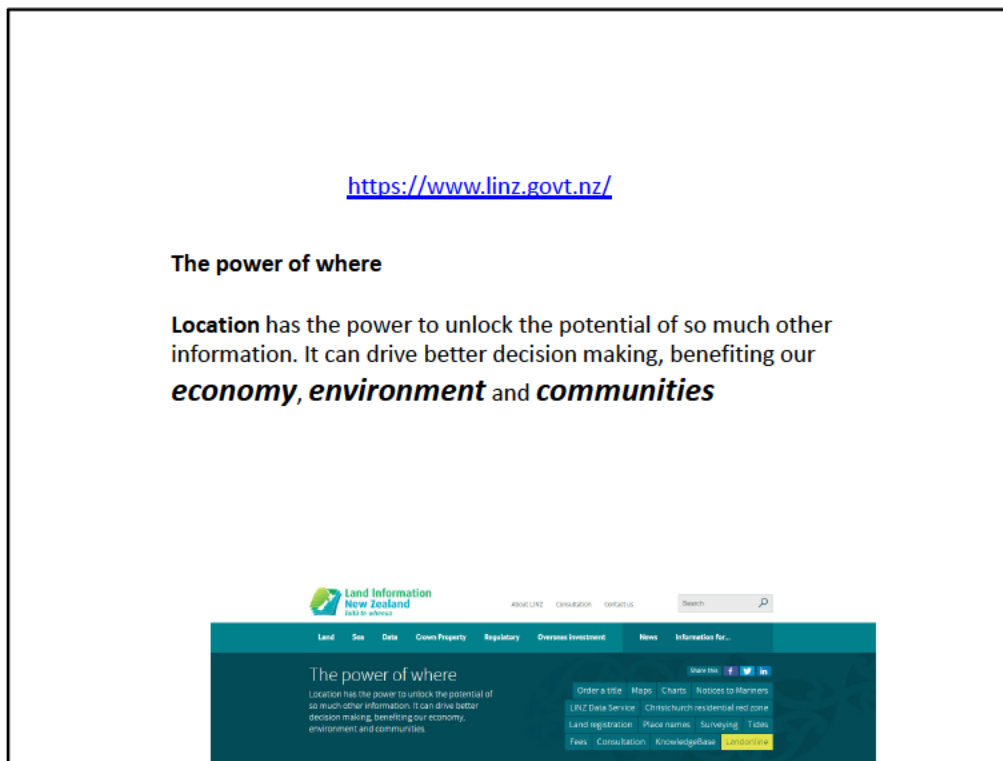 https://www.linz.govt.nz/
The power of where
Location has the power to unlock the potential of so much other
information. It can drive better decision making, benefiting our
economy, environment and communities
Land Information
New Zealand
Toitū te whenua
About LINZ Consultation Contact us Search
Land Sea Data Crown Property Regulatory Overseas Investment News Information for...
Share this
The power of where
Location has the power to unlock the potential of
so much other information. It can drive better
decision making, benefiting our economy,
environment and communities.
Order a title Maps Charts Notices to Mariners
LINZ Data Service Christchurch residential red zone
Land registration Place names Surveying Tides
Fees Consultation KnowledgeBase Landonline